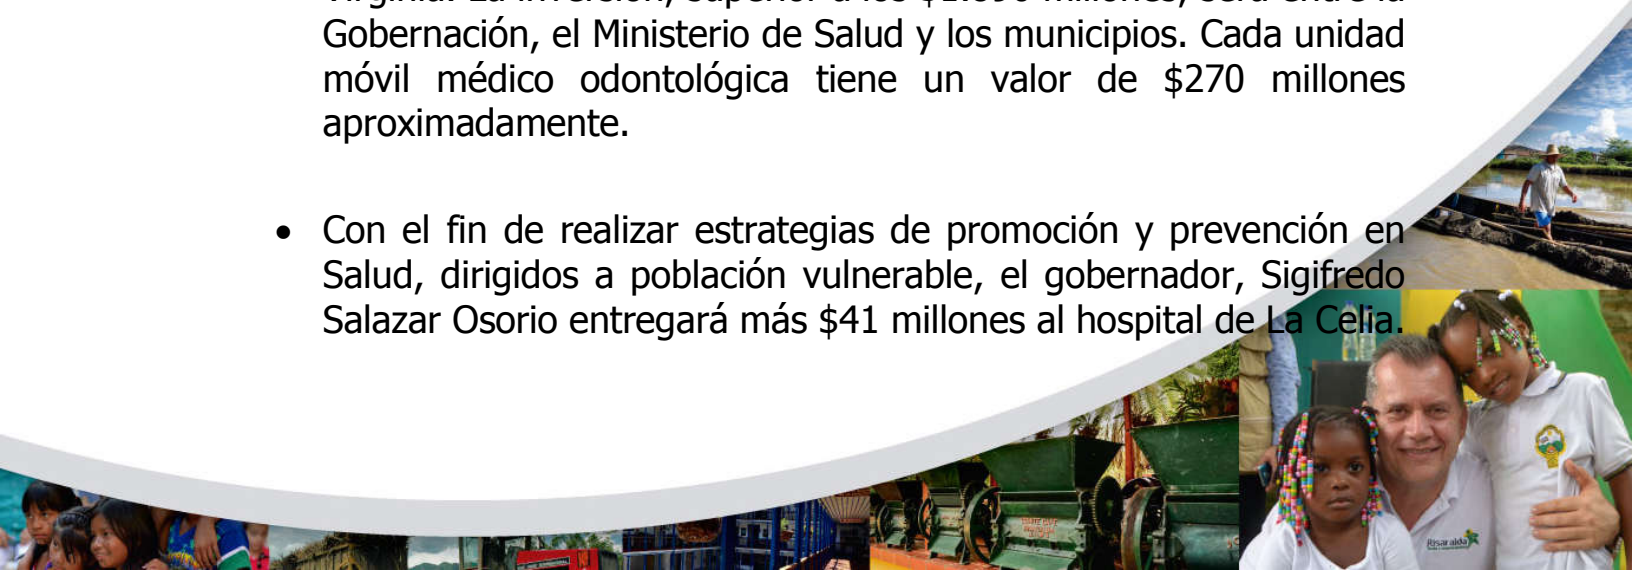 Gobernación, el Ministerio de Salud y los municipios. Cada unidad
móvil médico odontológica tiene un valor de $270 millones
aproximadamente.
• Con el fin de realizar estrategias de promoción y prevención en
Salud, dirigidos a población vulnerable, el gobernador, Sigifredo
Salazar Osorio entregará más $41 millones al hospital de La Celia.
Risaralda